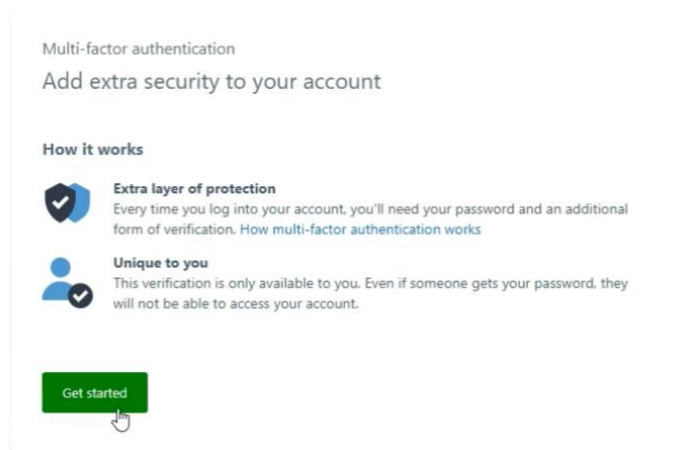 Multi-factor authentication
Add extra security to your account
How it works
Extra layer of protection
Every time you log into your account, you'll need your password and an additional
form of verification. How multi-factor authentication works
Unique to you
This verification is only available to you. Even if someone gets your password, they
will not be able to access your account.
Get started